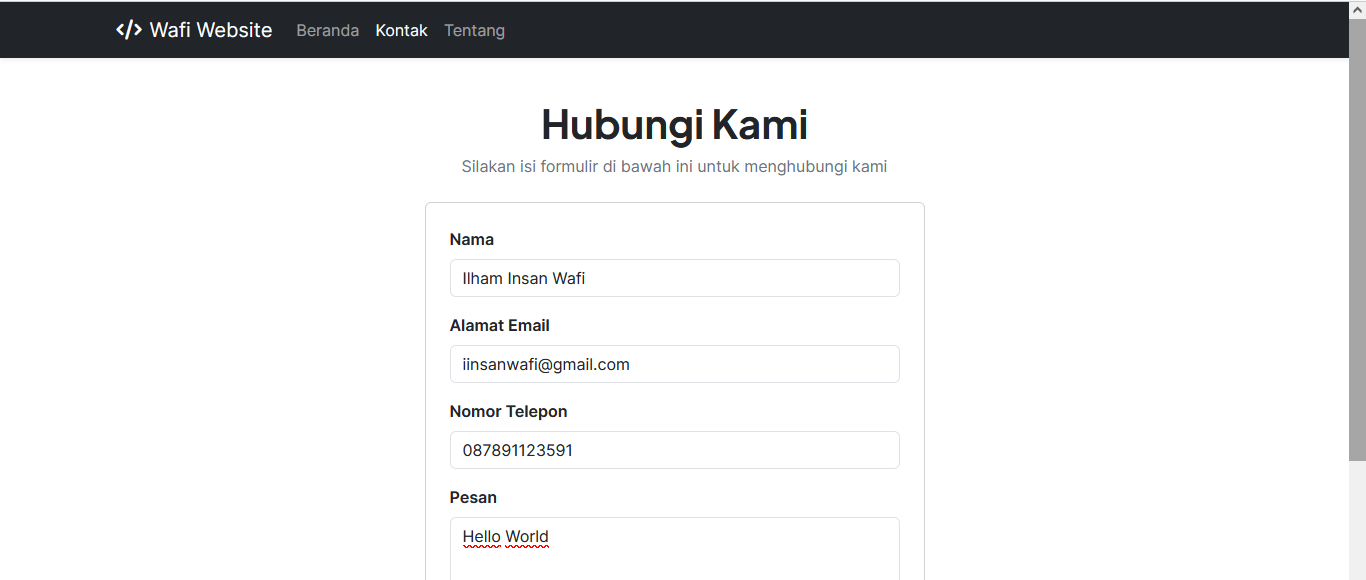 </> Wafi Website Beranda Kontak Tentang
Hubungi Kami
Silakan isi formulir di bawah ini untuk menghubungi kami
Nama
Ilham Insan Wafi
Alamat Email
iinsanwafi@gmail.com
Nomor Telepon
087891123591
Pesan
Hello World